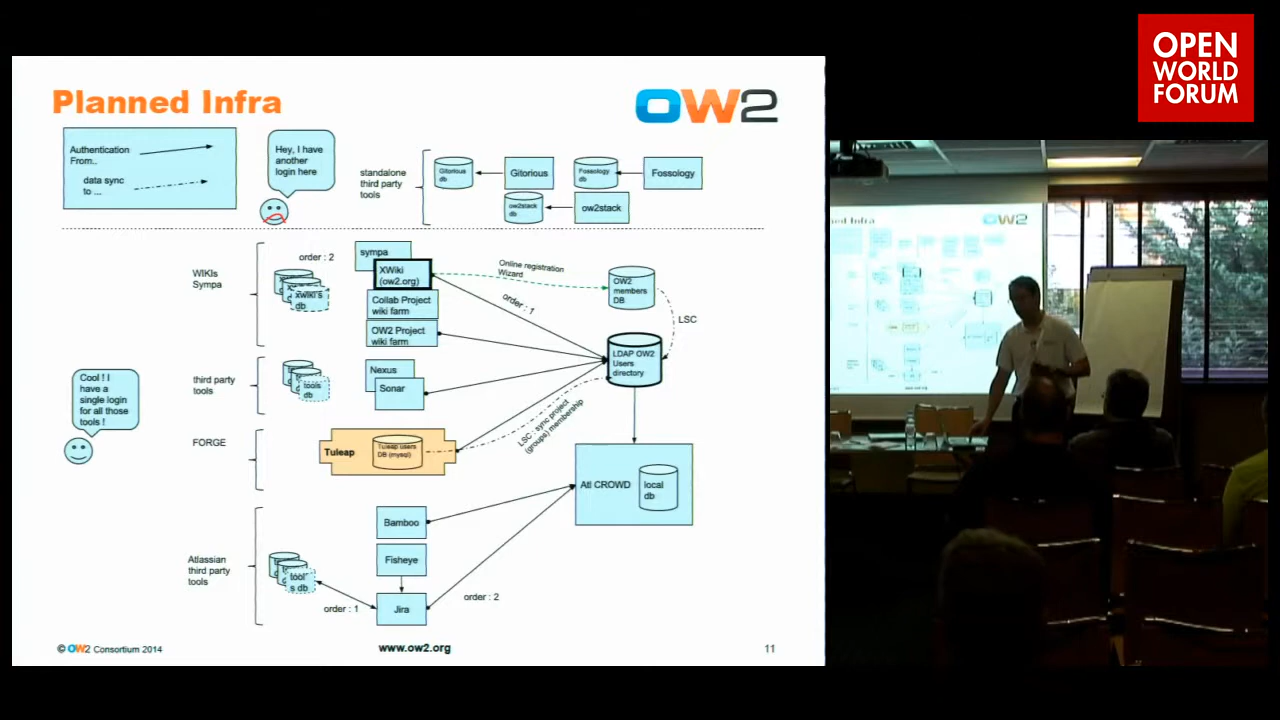 OPEN
WORLD
FORUM
Planned Infra
OW2
Authentication
From..
data sync
to ...
Hey, I have
another
login here
standalone
third party
tools
Gitorious
db
Gitorious
Fossology
db
Fossology
ow2stack
db
ow2stack
WIKIs
Sympa
order : 2
xwiki's
db
sympa
XWiki
(ow2.org)
Collab Project
wiki farm
OW2 Project
wiki farm
Online registration
Wizard
order : 1
OW2
members
DB
LSC
LDAP OW2
Users
directory
Cool ! I
have a
single login
for all those
tools !
third party
tools
tools
db
Nexus
Sonar
FORGE
Tuleap
Tuleap users
DB (mysql)
LSC : sync project
(groups) membership
Atl CROWD
local
db
Atlassian
third party
tools
tool'
s db
Bamboo
Fisheye
Jira
order : 1
order : 2
© OW2 Consortium 2014
www.ow2.org
11
ned Infra
OW2